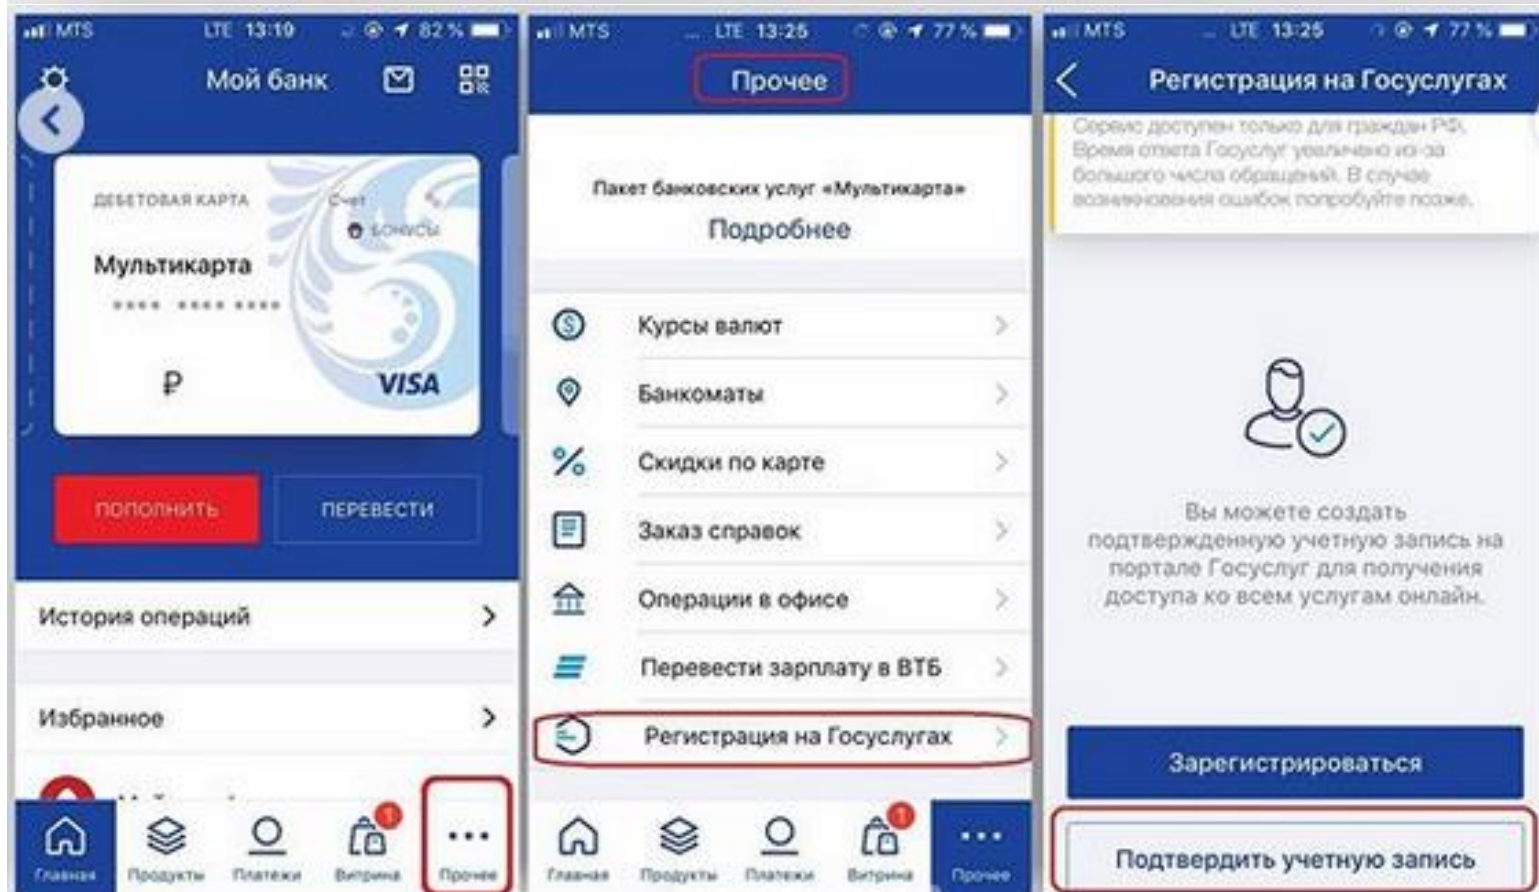 MTS LTE 13:19 82 %
Мой банк
ДЕБЕТОВАЯ КАРТА Счет
БОНУСЫ
Мультикарта
**** **** ****
₽ VISA
ПОПОЛНИТЬ ПЕРЕВЕСТИ
История операций
Избранное
1
Главная Продукты Платежи Витрина Прочее
MTS ... LTE 13:25 77 %
Прочее
Пакет банковских услуг «Мультикарта»
Подробнее
Курсы валют
Банкоматы
Скидки по карте
Заказ справок
Операции в офисе
Перевести зарплату в ВТБ
Регистрация на Госуслугах
1
Главная Продукты Платежи Витрина Прочее
MTS ... LTE 13:25 77 %
Регистрация на Госуслугах
Сервис доступен только для граждан РФ.
Время ответа Госуслуг увеличено из-за
большого числа обращений. В случае
возникновения ошибок попробуйте позже.
Вы можете создать
подтвержденную учетную запись на
портале Госуслуг для получения
доступа ко всем услугам онлайн.
Зарегистрироваться
Подтвердить учетную запись